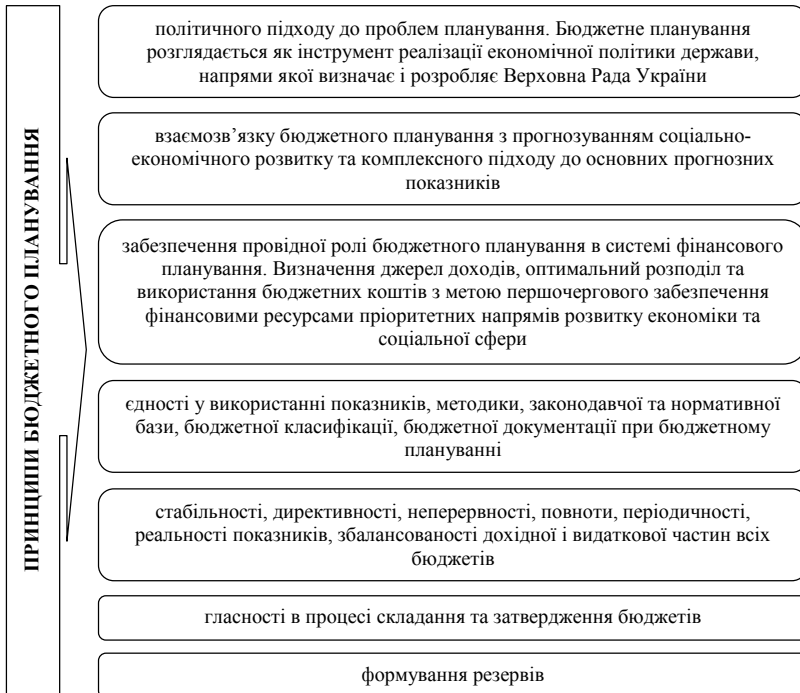 ПРИНЦИПИ БЮДЖЕТНОГО ПЛАНУВАННЯ
політичного підходу до проблем планування. Бюджетне планування
розглядається як інструмент реалізації економічної політики держави,
напрями якої визначає і розробляє Верховна Рада України
взаємозв’язку бюджетного планування з прогнозуванням соціально-
економічного розвитку та комплексного підходу до основних прогнозних
показників
забезпечення провідної ролі бюджетного планування в системі фінансового
планування. Визначення джерел доходів, оптимальний розподіл та
використання бюджетних коштів з метою першочергового забезпечення
фінансовими ресурсами пріоритетних напрямів розвитку економіки та
соціальної сфери
єдності у використанні показників, методики, законодавчої та нормативної
бази, бюджетної класифікації, бюджетної документації при бюджетному
плануванні
стабільності, директивності, неперервності, повноти, періодичності,
реальності показників, збалансованості дохідної і видаткової частин всіх
бюджетів
гласності в процесі складання та затвердження бюджетів
формування резервів